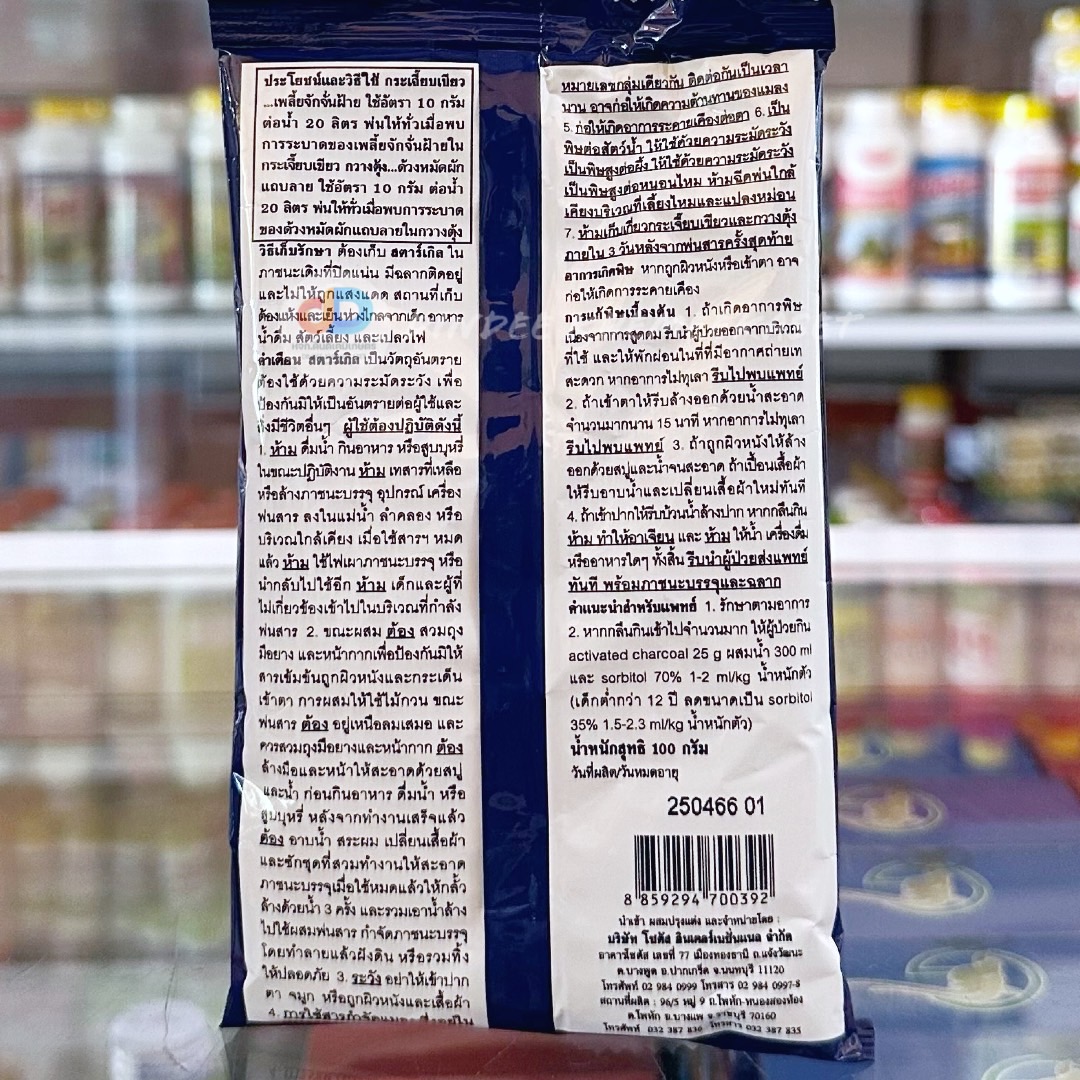 ประโยชน์และวิธีใช้ กระเจี๊ยบเขียว
...เพลี้ยจักจั่นฝ้าย ใช้อัตรา 10 กรัม
ต่อน้ำ 20 ลิตร พ่นให้ทั่วเมื่อพบ
การระบาดของเพลี้ยจักจั่นฝ้ายใน
กระเจี๊ยบเขียว กวางตุ้ง...ด้วงหมัดผัก
แถบลาย ใช้อัตรา 10 กรัม ต่อน้ำ
20 ลิตร พ่นให้ทั่วเมื่อพบการระบาด
ของด้วงหมัดผักแถบลายในกวางตุ้ง
วิธีเก็บรักษา ต้องเก็บ สตาร์เกิล ใน
ภาชนะเดิมที่ปิดแน่น มีฉลากติดอยู่
และไม่ให้ถูกแสงแดด สถานที่เก็บ
ต้องแห้งและเย็นห่างไกลจากเด็ก อาหาร
น้ำดื่ม สัตว์เลี้ยง และเปลวไฟ
คำเตือน สตาร์เกิล เป็นวัตถุอันตราย
ต้องใช้ด้วยความระมัดระวัง เพื่อ
ป้องกันมิให้เป็นอันตรายต่อผู้ใช้และ
สิ่งมีชีวิตอื่นๆ ผู้ใช้ต้องปฏิบัติดังนี้
1. ห้าม ดื่มน้ำ กินอาหาร หรือสูบบุหรี่
ในขณะปฏิบัติงาน ห้าม เทสารที่เหลือ
หรือล้างภาชนะบรรจุ อุปกรณ์ เครื่อง
พ่นสาร ลงในแม่น้ำ ลำคลอง หรือ
บริเวณใกล้เคียง เมื่อใช้สารฯ หมด
แล้ว ห้าม ใช้ไฟเผาภาชนะบรรจุ หรือ
นำกลับไปใช้อีก ห้าม เด็กและผู้ที่
ไม่เกี่ยวข้องเข้าไปในบริเวณที่กำลัง
พ่นสาร 2. ขณะผสม ต้อง สวมถุง
มือยาง และหน้ากากเพื่อป้องกันมิให้
สารเข้มข้นถูกผิวหนังและกระเด็น
เข้าตา การผสมให้ใช้ไม้กวน ขณะ
พ่นสาร ต้อง อยู่เหนือลมเสมอ และ
ควรสวมถุงมือยางและหน้ากาก ต้อง
ล้างมือและหน้าให้สะอาดด้วยสบู่
และน้ำ ก่อนกินอาหาร ดื่มน้ำ หรือ
สูบบุหรี่ หลังจากทำงานเสร็จแล้ว
ต้อง อาบน้ำ สระผม เปลี่ยนเสื้อผ้า
และซักชุดที่สวมทำงานให้สะอาด
ภาชนะบรรจุเมื่อใช้หมดแล้วให้กลั้ว
ล้างด้วยน้ำ 3 ครั้ง และรวมเอาน้ำล้าง
ไปใช้ผสมพ่นสาร กำจัดภาชนะบรรจุ
โดยทำลายแล้วฝังดิน หรือรวมทิ้ง
ให้ปลอดภัย 3. ระวัง อย่าให้เข้าปาก
ตา จมูก หรือถูกผิวหนังและเสื้อผ้า
4. การใช้สารกำจัดแมลง
หมายเลขกลุ่มเดียวกัน ติดต่อกันเป็นเวลา
นาน อาจก่อให้เกิดความต้านทานของแมลง
5. ก่อให้เกิดอาการระคายเคืองต่อตา 6. เป็น
พิษต่อสัตว์น้ำ ให้ใช้ด้วยความระมัดระวัง
เป็นพิษสูงต่อผึ้ง ให้ใช้ด้วยความระมัดระวัง
เป็นพิษสูงต่อหนอนไหม ห้ามฉีดพ่นใกล้
เคียงบริเวณที่เลี้ยงไหมและแปลงหม่อน
7. ห้ามเก็บเกี่ยวกระเจี๊ยบเขียวและกวางตุ้ง
ภายใน 3 วันหลังจากพ่นสารครั้งสุดท้าย
อาการเกิดพิษ หากถูกผิวหนังหรือเข้าตา อาจ
ก่อให้เกิดการระคายเคือง
การแก้พิษเบื้องต้น 1. ถ้าเกิดอาการพิษ
เนื่องจากการสูดดม รีบนำผู้ป่วยออกจากบริเวณ
ที่ใช้ และให้พักผ่อนในที่ที่มีอากาศถ่ายเท
สะดวก หากอาการไม่ทุเลา รีบไปพบแพทย์
2. ถ้าเข้าตาให้รีบล้างออกด้วยน้ำสะอาด
จำนวนมากนาน 15 นาที หากอาการไม่ทุเลา
รีบไปพบแพทย์ 3. ถ้าถูกผิวหนังให้ล้าง
ออกด้วยสบู่และน้ำจนสะอาด ถ้าเปื้อนเสื้อผ้า
ให้รีบอาบน้ำและเปลี่ยนเสื้อผ้าใหม่ทันที
4. ถ้าเข้าปากให้รีบบ้วนน้ำล้างปาก หากกลืนกิน
ห้าม ทำให้อาเจียน และ ห้าม ให้น้ำ เครื่องดื่ม
หรืออาหารใดๆ ทั้งสิ้น รีบนำผู้ป่วยส่งแพทย์
ทันที พร้อมภาชนะบรรจุและฉลาก
คำแนะนำสำหรับแพทย์ 1. รักษาตามอาการ
2. หากกลืนกินเข้าไปจำนวนมาก ให้ผู้ป่วยกิน
activated charcoal 25 g ผสมน้ำ 300 ml
และ sorbitol 70% 1-2 ml/kg น้ำหนักตัว
(เด็กต่ำกว่า 12 ปี ลดขนาดเป็น sorbitol
35% 1.5-2.3 ml/kg น้ำหนักตัว)
น้ำหนักสุทธิ 100 กรัม
วันที่ผลิต/วันหมดอายุ
250466 01
8 859294 700392
นำเข้า ผสมปรุงแต่ง และจำหน่ายโดย :
บริษัท โซตัส อินเตอร์เนชั่นแนล จำกัด
อาคารโซตัส เลขที่ 77 เมืองทองธานี ถ.แจ้งวัฒนะ
ต.บางพูด อ.ปากเกร็ด จ.นนทบุรี 11120
โทรศัพท์ 02 984 0999 โทรสาร 02 984 0997-8
สถานที่ผลิต : 96/5 หมู่ 9 ถ.โพหัก-หนองสองห้อง
ต.โพหัก อ.บางแพ จ.ราชบุรี 70160
โทรศัพท์ 032 387 836 โทรสาร 032 387 835